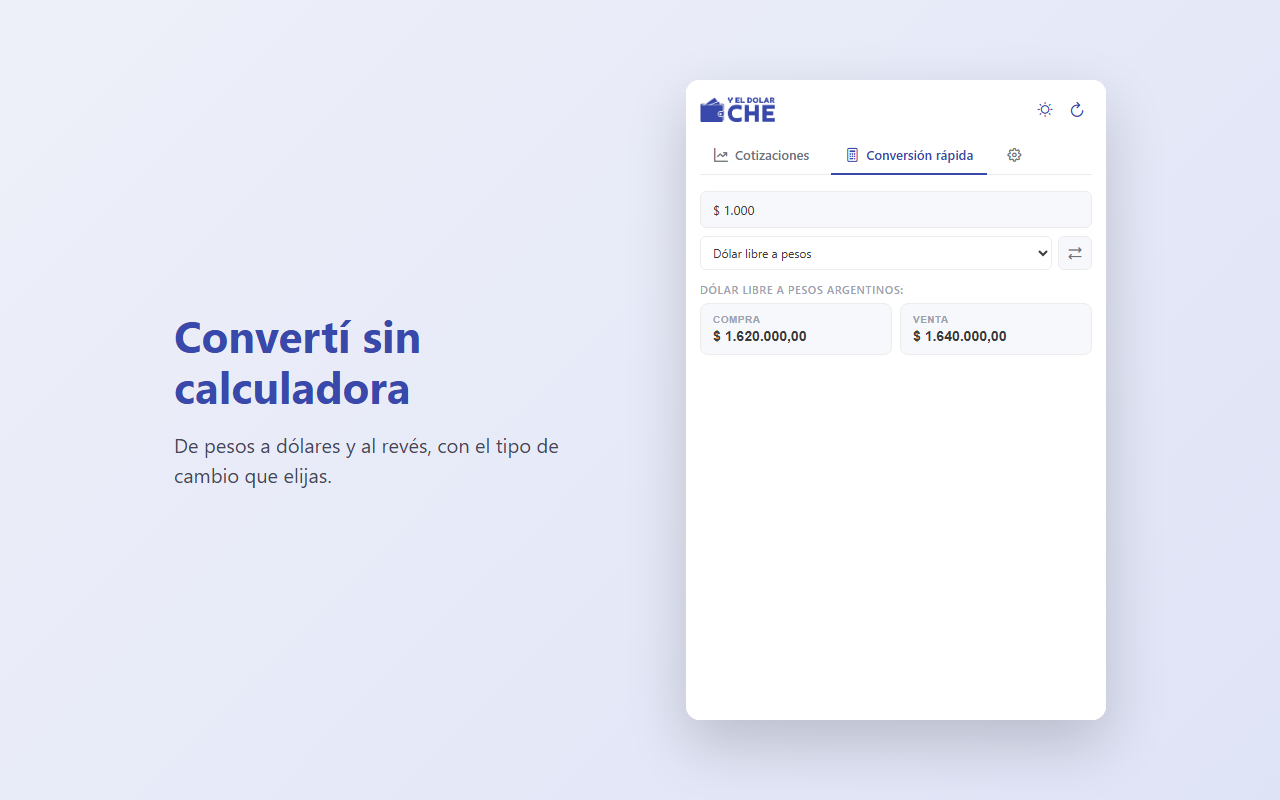 Convertí sin
calculadora
De pesos a dólares y al revés, con el tipo de
cambio que elijas.
Y EL DOLAR
CHE
Cotizaciones
Conversión rápida
$ 1.000
Dólar libre a pesos
DÓLAR LIBRE A PESOS ARGENTINOS:
COMPRA
$ 1.620.000,00
VENTA
$ 1.640.000,00